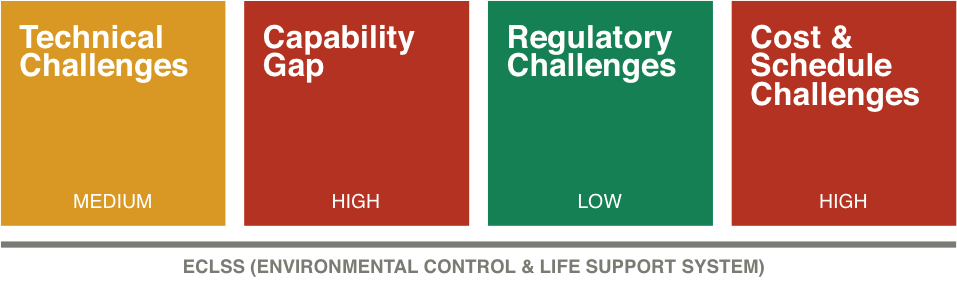 Technical
Challenges
MEDIUM
Capability
Gap
HIGH
Regulatory
Challenges
LOW
Cost &
Schedule
Challenges
HIGH
ECLSS (ENVIRONMENTAL CONTROL & LIFE SUPPORT SYSTEM)